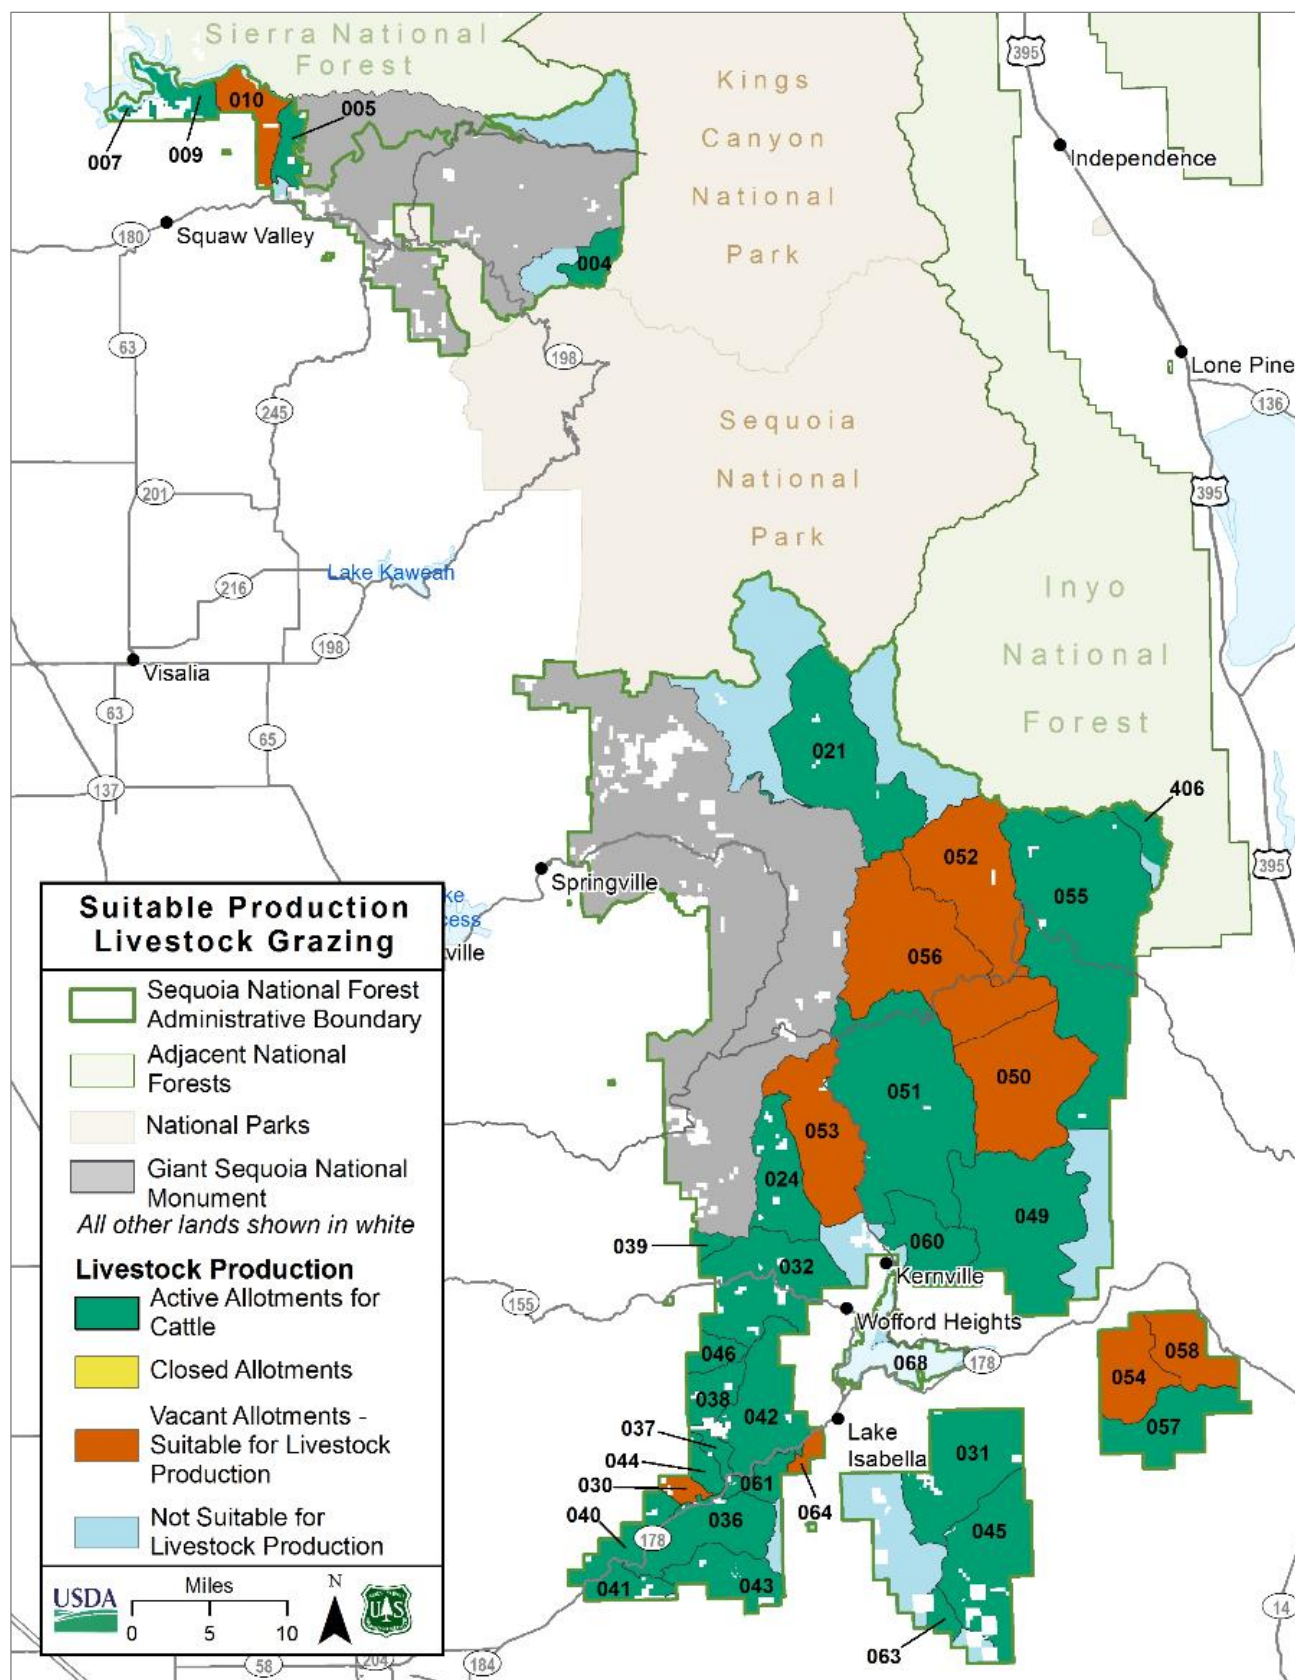 Sierra National
Forest
Kings
Canyon
National
Park
395
Independence
010
005
007
009
180
Squaw Valley
004
63
198
Lone Pine
136
245
Sequoia
National
Park
201
395
Lake Kaweah
216
Inyo
National
Forest
198
Visalia
63
65
021
137
406
052
395
Springville
055
056
ville
051
050
053
024
049
039
060
032
Kernville
155
Wofford Heights
046
068
178
058
054
038
042
057
037
Lake
Isabella
031
044
030
061
064
040
036
045
178
041
043
063
14
58
204
184
Suitable Production
Livestock Grazing
Sequoia National Forest
Administrative Boundary
Adjacent National
Forests
National Parks
Giant Sequoia National
Monument
All other lands shown in white
Livestock Production
Active Allotments for
Cattle
Closed Allotments
Vacant Allotments -
Suitable for Livestock
Production
Not Suitable for
Livestock Production
USDA
Miles
0 5 10
N
U S